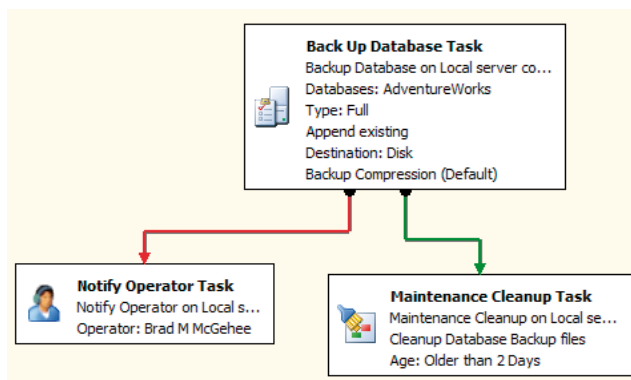 Back Up Database Task
Backup Database on Local server co...
Databases: AdventureWorks
Type: Full
Append existing
Destination: Disk
Backup Compression (Default)
Notify Operator Task
Notify Operator on Local s...
Operator: Brad M McGehee
Maintenance Cleanup Task
Maintenance Cleanup on Local se...
Cleanup Database Backup files
Age: Older than 2 Days